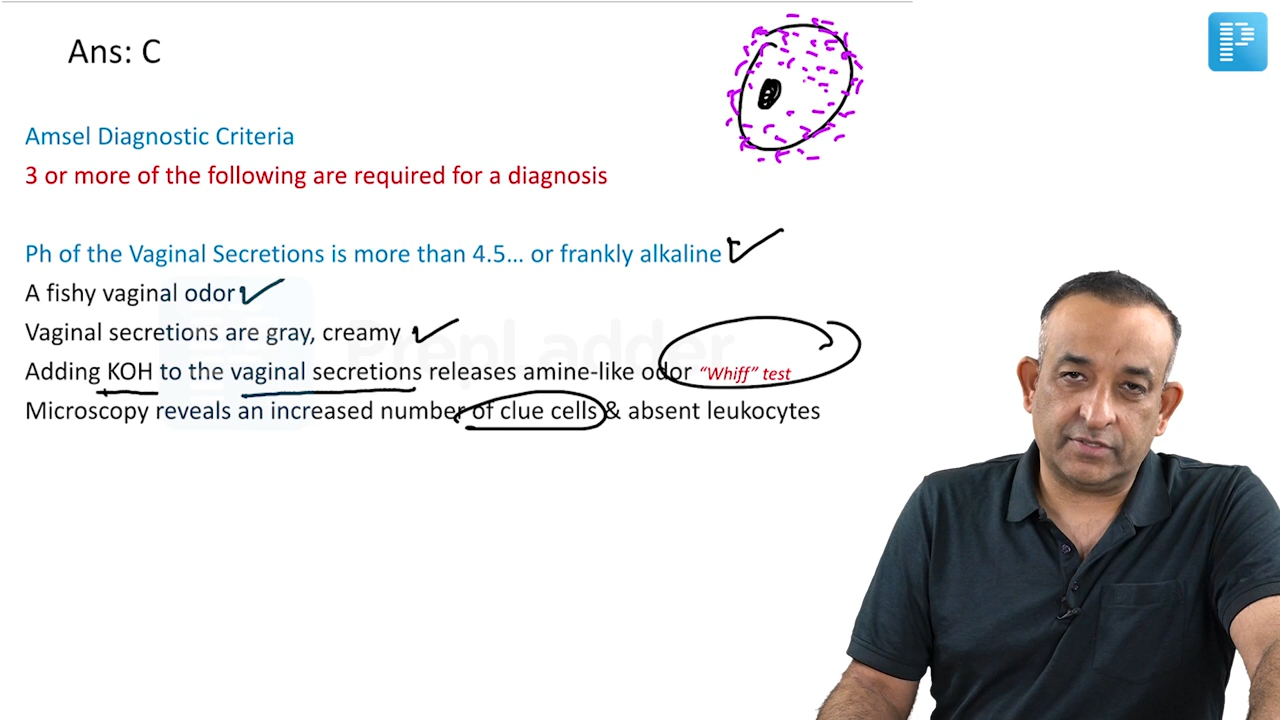 Ans: C
Amsel Diagnostic Criteria
3 or more of the following are required for a diagnosis
Ph of the Vaginal Secretions is more than 4.5... or frankly alkaline
A fishy vaginal odor
Vaginal secretions are gray, creamy
Adding KOH to the vaginal secretions releases amine-like odor "Whiff" test
Microscopy reveals an increased number of clue cells & absent leukocytes
PrepLadder